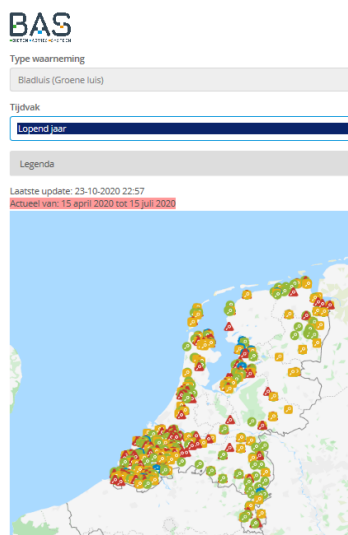 BAS
Type waarneming
Bladluis (Groene luis)
Tijdvak
Lopend jaar
Legenda
Laatste update: 23-10-2020 22:57
Actueel van: 15 april 2020 tot 15 juli 2020